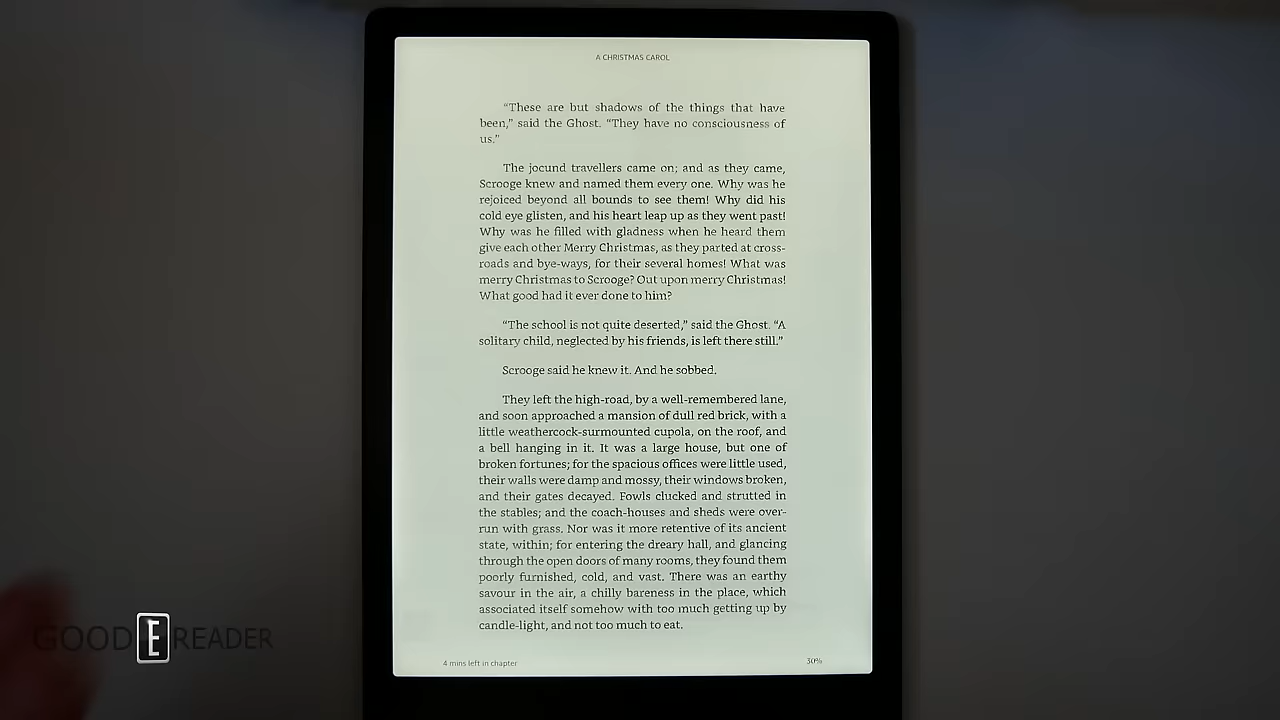 A CHRISTMAS CAROL
“These are but shadows of the things that have
been,” said the Ghost. “They have no consciousness of
us.”
The jocund travellers came on; and as they came,
Scrooge knew and named them every one. Why was he
rejoiced beyond all bounds to see them! Why did his
cold eye glisten, and his heart leap up as they went past!
Why was he filled with gladness when he heard them
give each other Merry Christmas, as they parted at cross-
roads and bye-ways, for their several homes! What was
merry Christmas to Scrooge? Out upon merry Christmas!
What good had it ever done to him?
“The school is not quite deserted,” said the Ghost. “A
solitary child, neglected by his friends, is left there still.”
Scrooge said he knew it. And he sobbed.
They left the high-road, by a well-remembered lane,
and soon approached a mansion of dull red brick, with a
little weathercock-surmounted cupola, on the roof, and
a bell hanging in it. It was a large house, but one of
broken fortunes; for the spacious offices were little used,
their walls were damp and mossy, their windows broken,
and their gates decayed. Fowls clucked and strutted in
the stables; and the coach-houses and sheds were over-
run with grass. Nor was it more retentive of its ancient
state, within; for entering the dreary hall, and glancing
through the open doors of many rooms, they found them
poorly furnished, cold, and vast. There was an earthy
savour in the air, a chilly bareness in the place, which
associated itself somehow with too much getting up by
candle-light, and not too much to eat.
4 mins left in chapter
30%
GOOD E READER